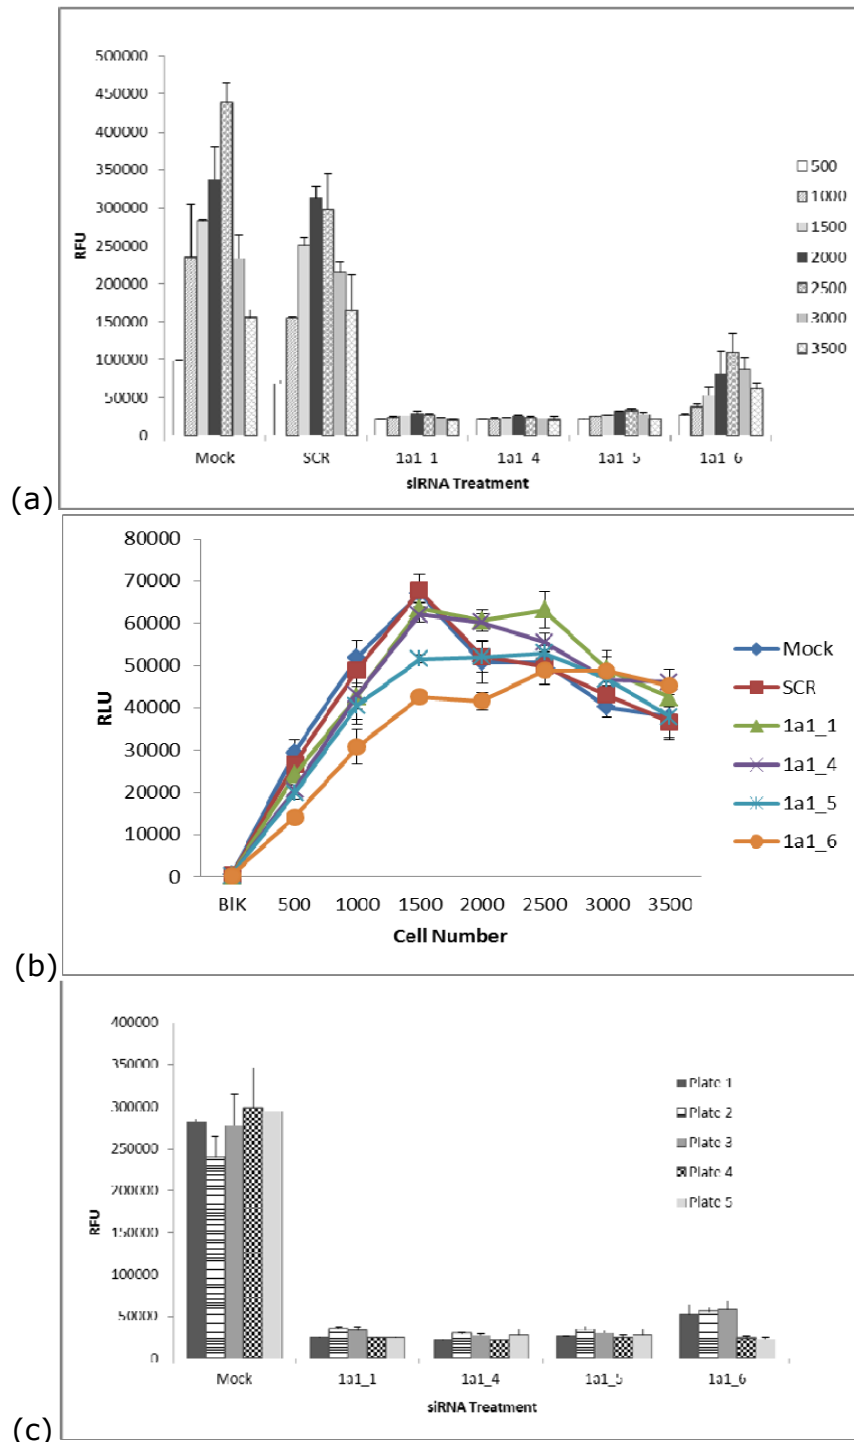 500000
450000
400000
350000
300000
250000
200000
150000
100000
50000
0
RFU
Mock SCR 1a1_1 1a1_4 1a1_5 1a1_6
siRNA Treatment
500
1000
1500
2000
2500
3000
3500
(a)
80000
70000
60000
50000
40000
30000
20000
10000
0
RLU
BlK 500 1000 1500 2000 2500 3000 3500
Cell Number
Mock
SCR
1a1_1
1a1_4
1a1_5
1a1_6
(b)
400000
350000
300000
250000
200000
150000
100000
50000
0
RFU
Mock 1a1_1 1a1_4 1a1_5 1a1_6
siRNA Treatment
Plate 1
Plate 2
Plate 3
Plate 4
Plate 5
(c)